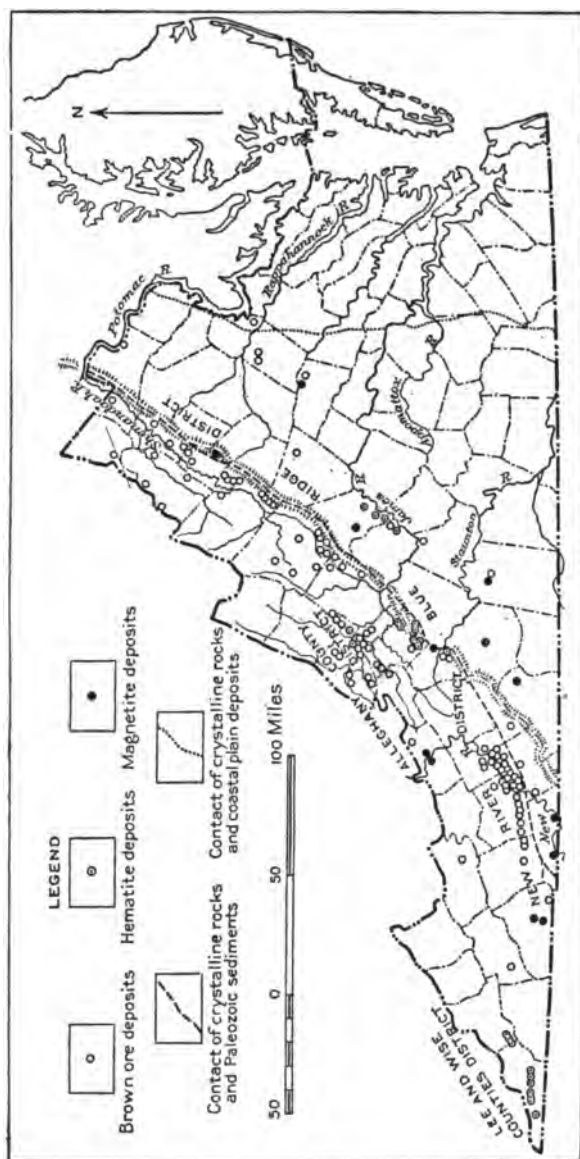 LEGEND
Brown ore deposits
Hematite deposits
Magnetite deposits
Contact of crystalline rocks
and Paleozoic sediments
Contact of crystalline rocks
and coastal plain deposits
50 0 50 100 Miles
N
Potomac R.
Shenandoah R.
Rappahannock R.
Appomattox R.
James R.
Staunton R.
New
BLUE RIDGE DISTRICT
ALLEGHANY COUNTY DISTRICT
NEW RIVER DISTRICT
LEE AND WISE
COUNTIES DISTRICT